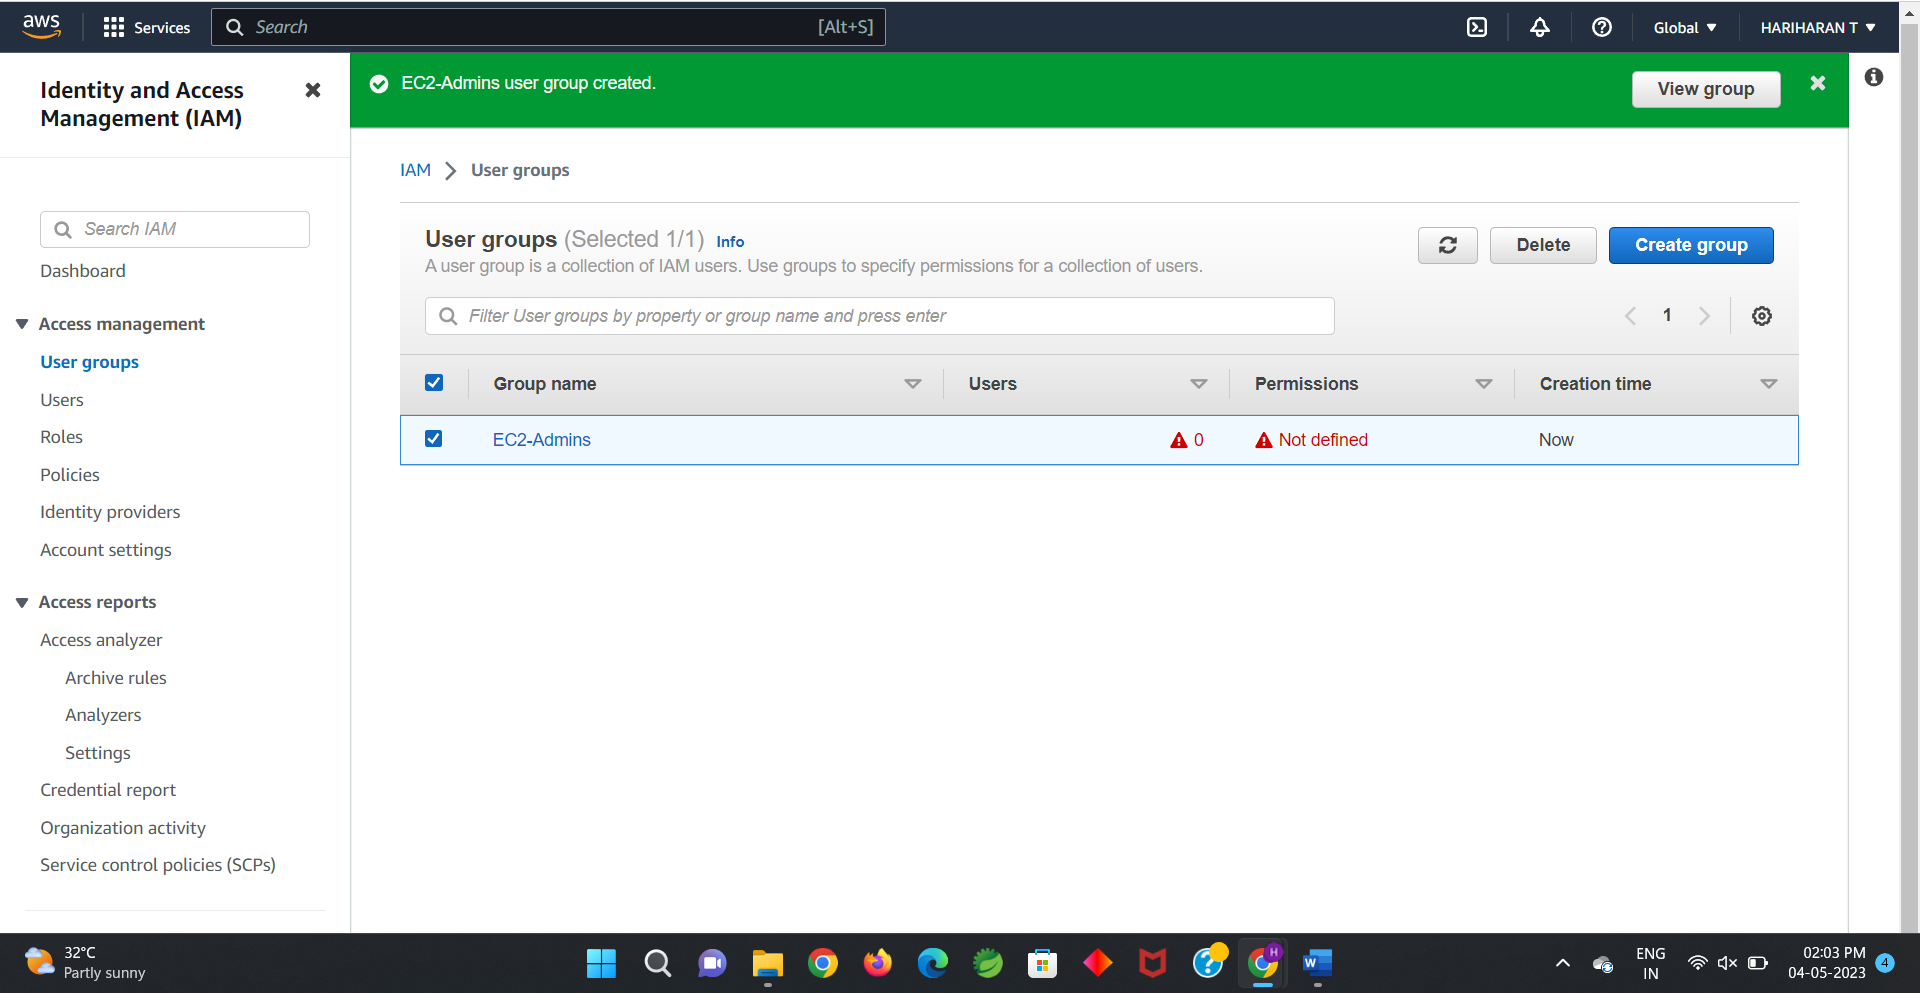 aws
Services
Search
[Alt+S]
Global
HARIHARAN T
Identity and Access
Management (IAM)
Search IAM
Dashboard
Access management
User groups
Users
Roles
Policies
Identity providers
Account settings
Access reports
Access analyzer
Archive rules
Analyzers
Settings
Credential report
Organization activity
Service control policies (SCPs)
EC2-Admins user group created.
View group
IAM
User groups
User groups (Selected 1/1) Info
A user group is a collection of IAM users. Use groups to specify permissions for a collection of users.
Delete
Create group
Filter User groups by property or group name and press enter
1
Group name
Users
Permissions
Creation time
EC2-Admins
0
Not defined
Now
32°C
Partly sunny
H
W
ENG
IN
02:03 PM
04-05-2023
4